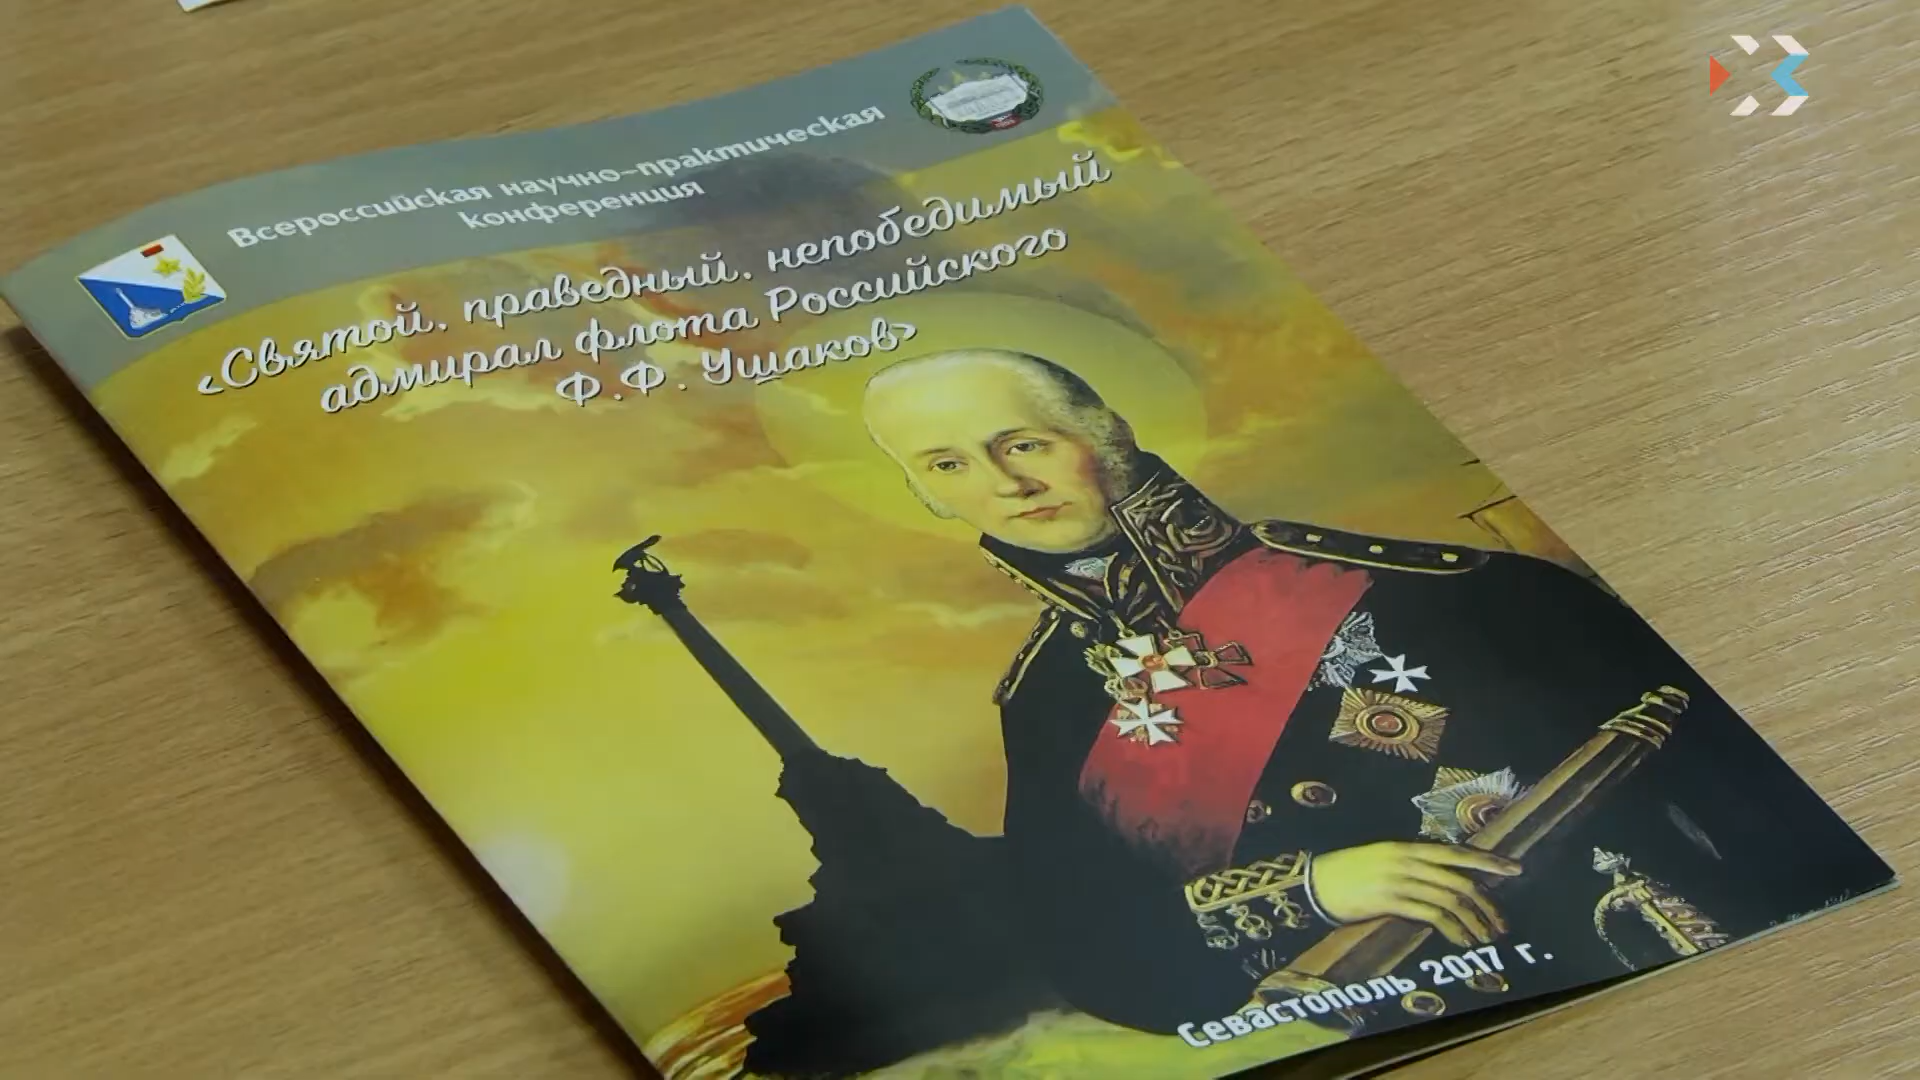 Всероссийская научно-практическая
конференция
«Святой, праведный, непобедимый
адмирал флота Российского
Ф.Ф. Ушаков»
Севастополь 2017 г.